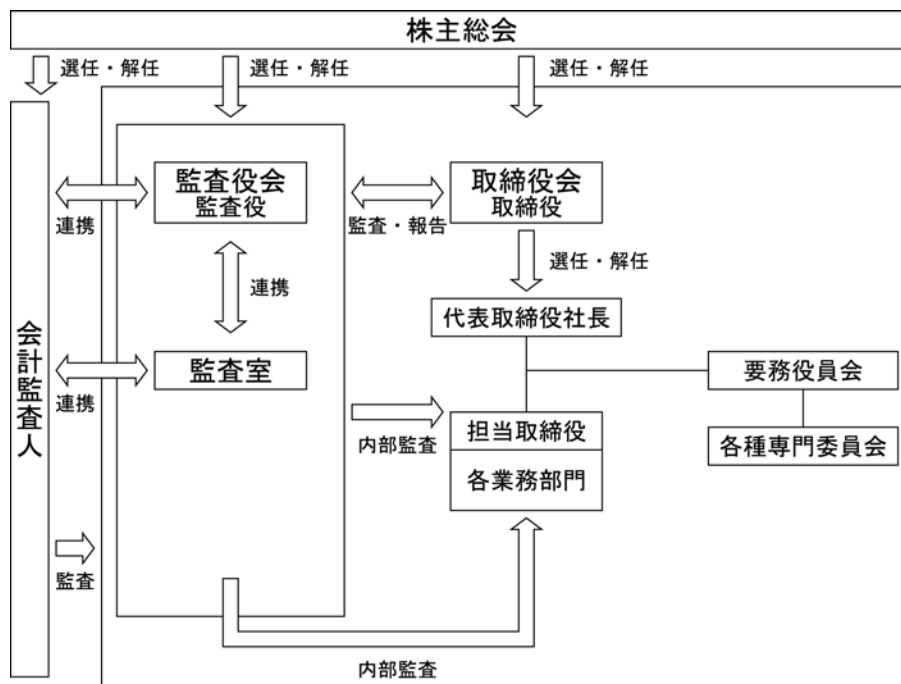 株主総会
選任・解任
選任・解任
選任・解任
監査役会
監査役
取締役会
取締役
連携
監査・報告
連携
選任・解任
代表取締役社長
会計監査人
監査室
要務役員会
連携
内部監査
担当取締役
各種専門委員会
各業務部門
監査
内部監査